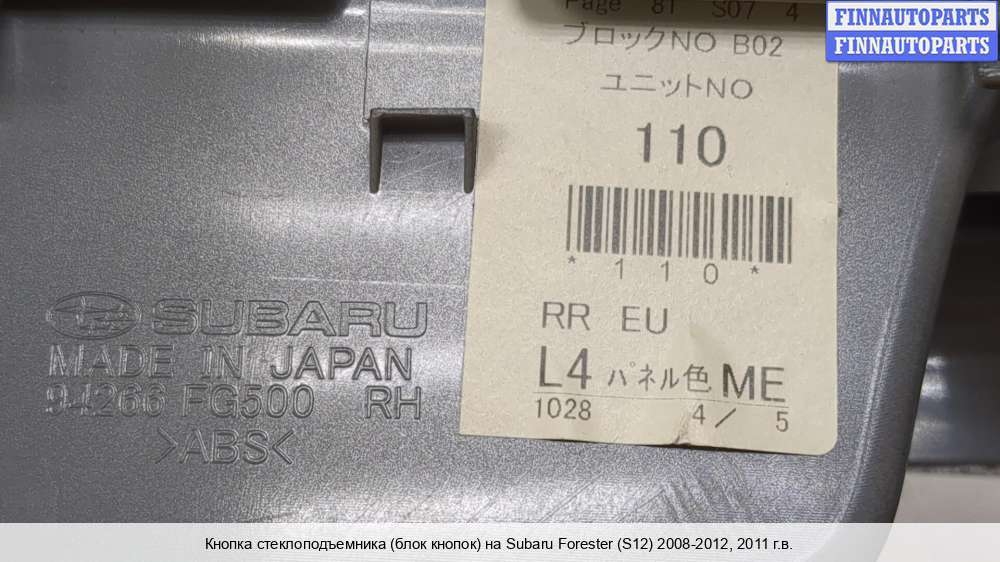 FINNAUTOPARTS
FINNAUTOPARTS
Page 81 S07 4
ブロックNO B02
ユニットNO
110
*110*
RR EU
L4 パネル色 ME
1028 4/ 5
SUBARU
MADE IN JAPAN
94266 FG500 RH
>ABS<
Кнопка стеклоподъемника (блок кнопок) на Subaru Forester (S12) 2008-2012, 2011 г.в.